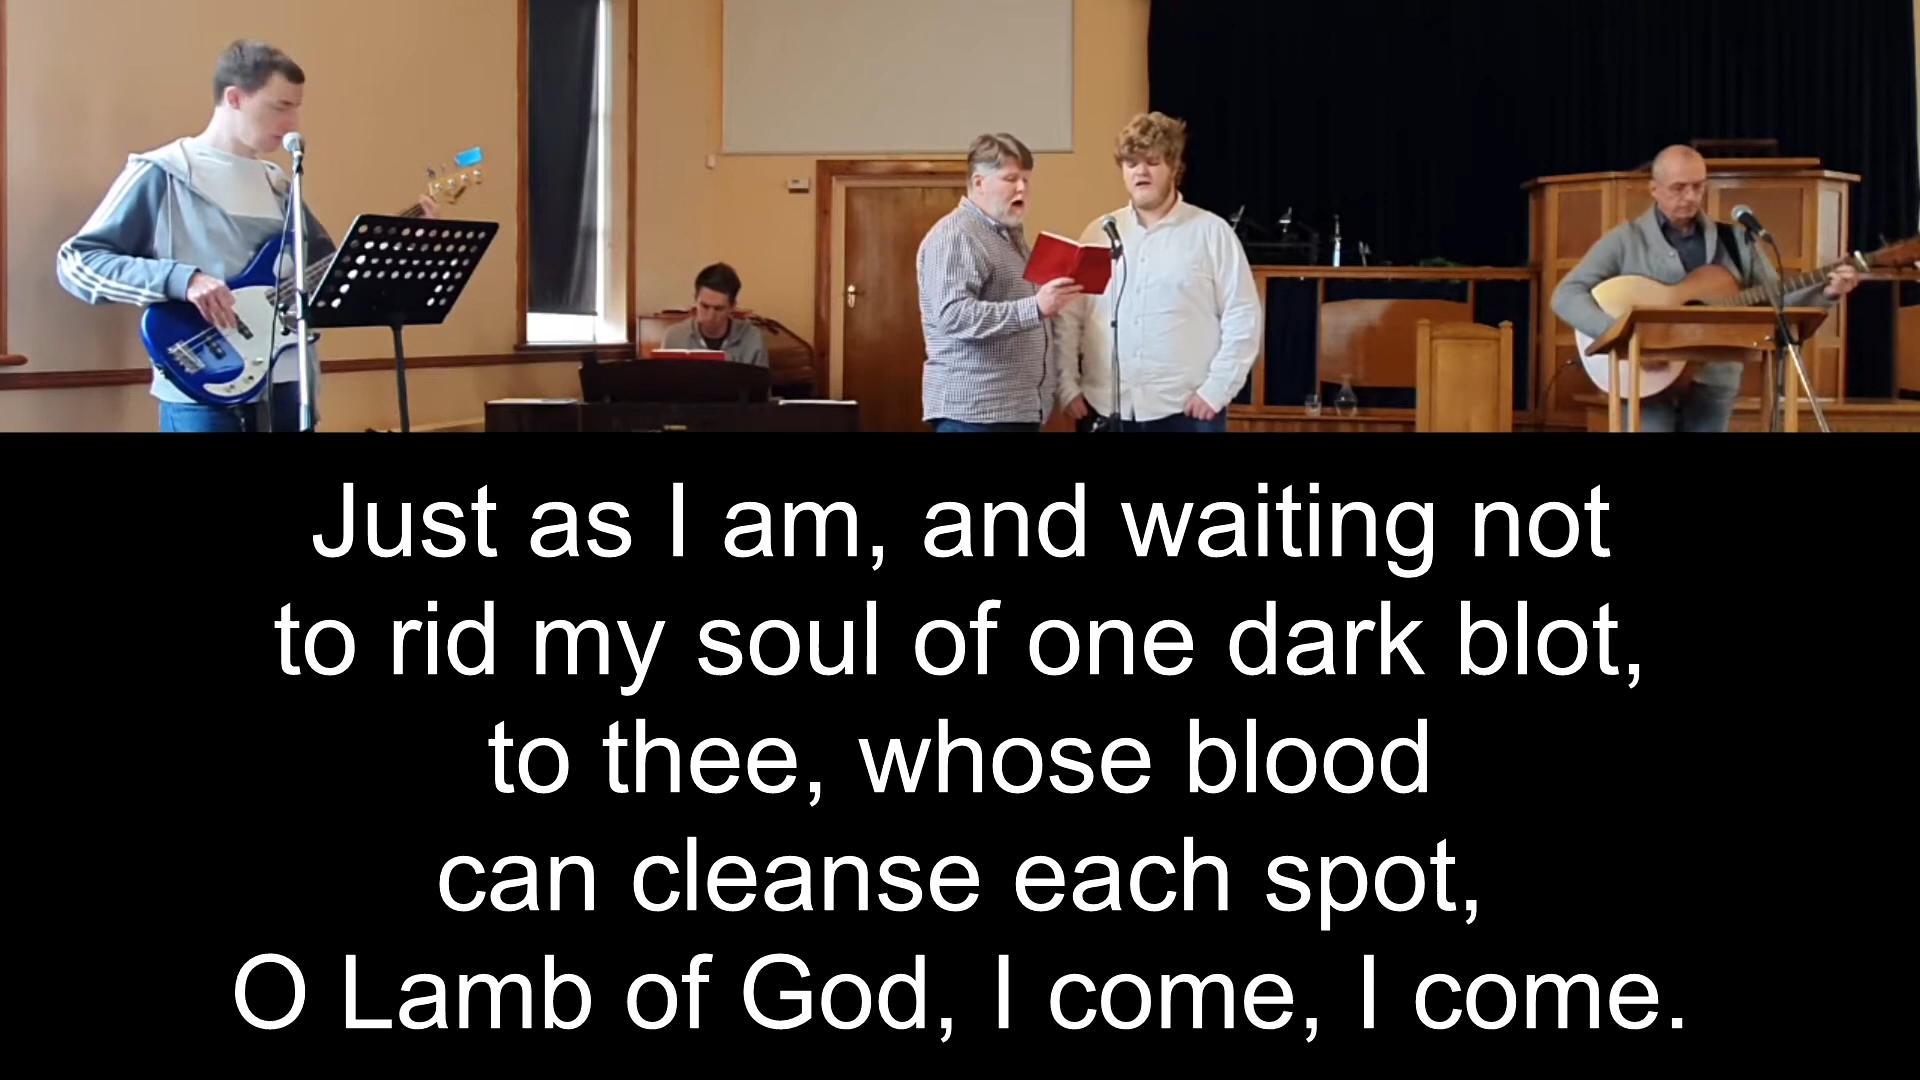 Just as I am, and waiting not
to rid my soul of one dark blot,
to thee, whose blood
can cleanse each spot,
O Lamb of God, I come, I come.